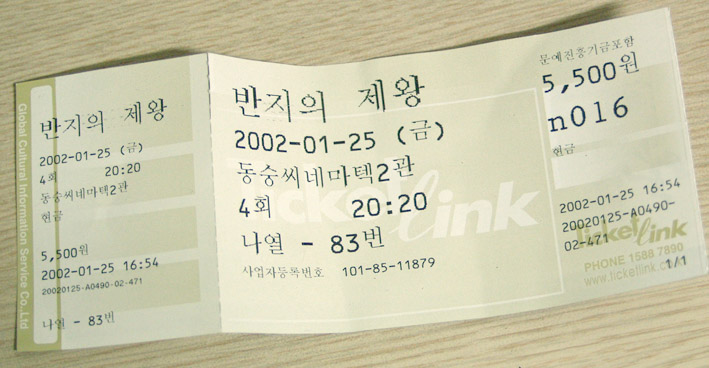 Global Cultural Information Service Co.,Ltd
반지의 제왕
2002-01-25 (금)
4회 20:20
동숭씨네마텍2관
현금
5,500원
2002-01-25 16:54
20020125-A0490-02-471
나열 - 83번
반지의 제왕
2002-01-25 (금)
동숭씨네마텍2관
4회 20:20
나열 - 83번
사업자등록번호 101-85-11879
ticketlink
문예진흥기금포함
5,500원
n016
현금
2002-01-25 16:54
20020125-A0490-
02-471
ticketlink
PHONE 1588 7890
www.ticketlink.co.kr
1/1